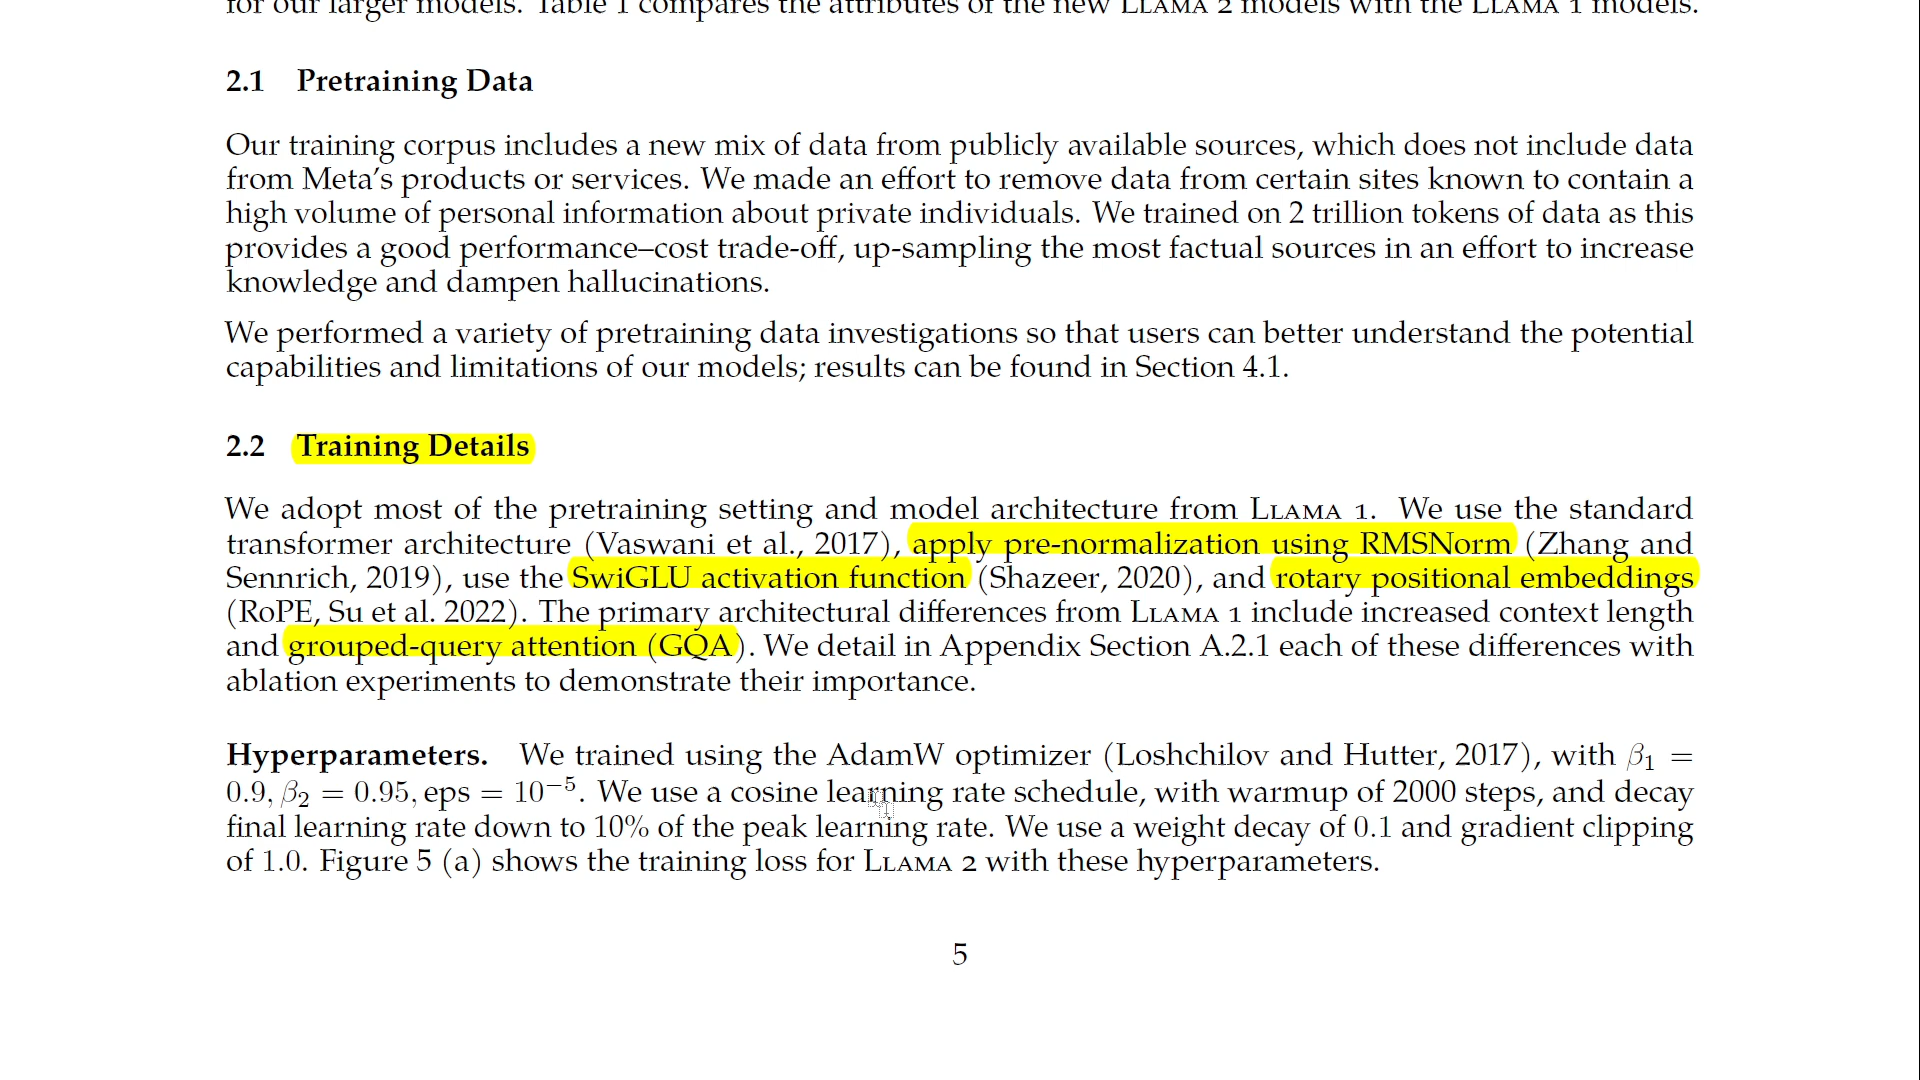 for our larger models. Table 1 compares the attributes of the new Llama 2 models with the Llama 1 models.
2.1 Pretraining Data
Our training corpus includes a new mix of data from publicly available sources, which does not include data
from Meta’s products or services. We made an effort to remove data from certain sites known to contain a
high volume of personal information about private individuals. We trained on 2 trillion tokens of data as this
provides a good performance–cost trade-off, up-sampling the most factual sources in an effort to increase
knowledge and dampen hallucinations.
We performed a variety of pretraining data investigations so that users can better understand the potential
capabilities and limitations of our models; results can be found in Section 4.1.
2.2 Training Details
We adopt most of the pretraining setting and model architecture from Llama 1. We use the standard
transformer architecture (Vaswani et al., 2017), apply pre-normalization using RMSNorm (Zhang and
Sennrich, 2019), use the SwiGLU activation function (Shazeer, 2020), and rotary positional embeddings
(RoPE, Su et al. 2022). The primary architectural differences from Llama 1 include increased context length
and grouped-query attention (GQA). We detail in Appendix Section A.2.1 each of these differences with
ablation experiments to demonstrate their importance.
Hyperparameters. We trained using the AdamW optimizer (Loshchilov and Hutter, 2017), with β₁ =
0.9, β₂ = 0.95, eps = 10⁻⁵. We use a cosine learning rate schedule, with warmup of 2000 steps, and decay
final learning rate down to 10% of the peak learning rate. We use a weight decay of 0.1 and gradient clipping
of 1.0. Figure 5 (a) shows the training loss for Llama 2 with these hyperparameters.
5